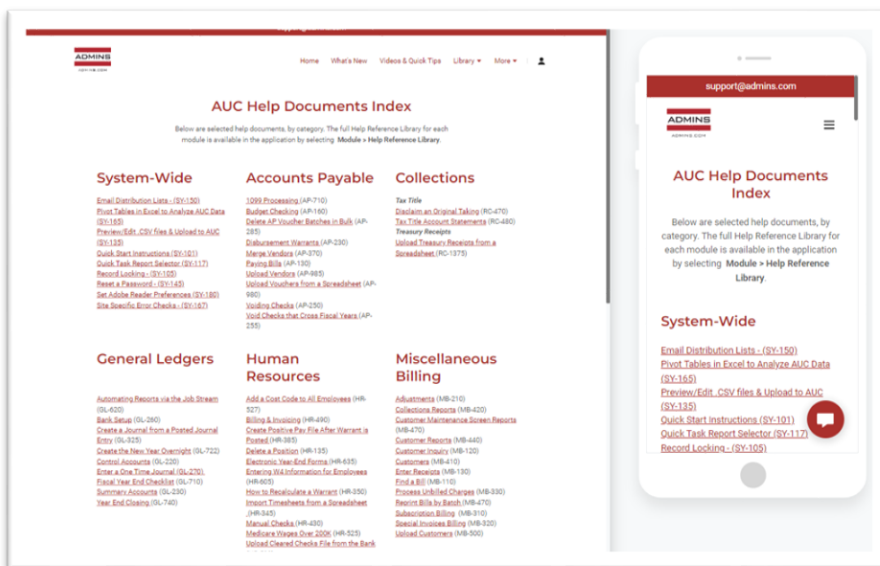 ADMINS
ADMINS.COM
Home What's New Videos & Quick Tips Library More
AUC Help Documents Index
Below are selected help documents, by category. The full Help Reference Library for each
module is available in the application by selecting Module > Help Reference Library.
System-Wide
Email Distribution Lists - (SY-150)
Pivot Tables in Excel to Analyze AUC Data
(SY-165)
Preview/Edit .CSV files & Upload to AUC
(SY-135)
Quick Start Instructions (SY-101)
Quick Task Report Selector (SY-117)
Record Locking - (SY-105)
Reset a Password - (SY-145)
Set Adobe Reader Preferences (SY-180)
Site Specific Error Checks - (SY-167)
Accounts Payable
1099 Processing (AP-710)
Budget Checking (AP-160)
Delete AP Voucher Batches in Bulk (AP-
285)
Disbursement Warrants (AP-230)
Merge Vendors (AP-370)
Paying Bills (AP-130)
Upload Vendors (AP-985)
Upload Vouchers from a Spreadsheet (AP-
980)
Voiding Checks (AP-250)
Void Checks that Cross Fiscal Years (AP-
255)
Collections
Tax Title
Disclaim an Original Taking (RC-470)
Tax Title Account Statements (RC-480)
Treasury Receipts
Upload Treasury Receipts from a
Spreadsheet (RC-1375)
General Ledgers
Automating Reports via the Job Stream
(GL-620)
Bank Setup (GL-260)
Create a Journal from a Posted Journal
Entry (GL-325)
Create the New Year Overnight (GL-722)
Control Accounts (GL-220)
Enter a One Time Journal (GL-270)
Fiscal Year End Checklist (GL-710)
Summary Accounts (GL-230)
Year End Closing (GL-740)
Human
Resources
Add a Cost Code to All Employees (HR-
527)
Billing & Invoicing (HR-490)
Create Positive Pay File After Warrant is
Posted (HR-385)
Delete a Position (HR-135)
Electronic Year-End Forms (HR-635)
Entering W4 Information for Employees
(HR-605)
How to Recalculate a Warrant (HR-350)
Import Timesheets from a Spreadsheet
(HR-345)
Manual Checks (HR-430)
Medicare Wages Over 200K (HR-525)
Upload Cleared Checks File from the Bank
Miscellaneous
Billing
Adjustments (MB-210)
Collections Reports (MB-420)
Customer Maintenance Screen Reports
(MB-470)
Customer Reports (MB-440)
Customer Inquiry (MB-120)
Customers (MB-410)
Enter Receipts (MB-130)
Find a Bill (MB-110)
Process Unbilled Charges (MB-330)
Reprint Bills by Batch (MB-470)
Subscription Billing (MB-310)
Special Invoices Billing (MB-320)
Upload Customers (MB-500)
support@admins.com
ADMINS
ADMINS.COM
AUC Help Documents
Index
Below are selected help documents, by
category. The full Help Reference Library for
each module is available in the application
by selecting Module > Help Reference
Library.
System-Wide
Email Distribution Lists - (SY-150)
Pivot Tables in Excel to Analyze AUC Data
(SY-165)
Preview/Edit .CSV files & Upload to AUC
(SY-135)
Quick Start Instructions (SY-101)
Quick Task Report Selector (SY-117)
Record Locking - (SY-105)